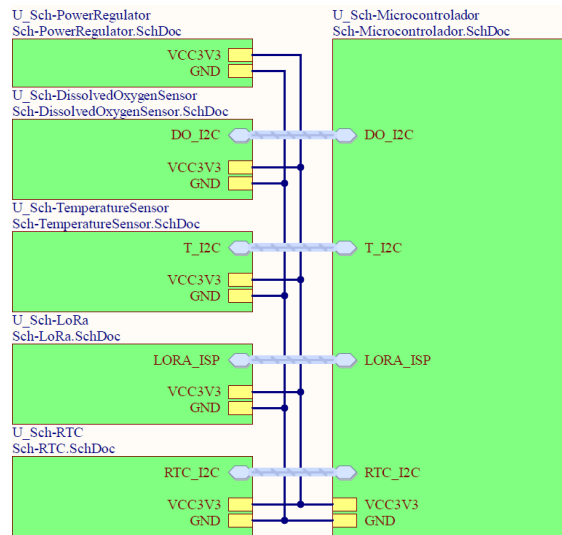 U_Sch-PowerRegulator
Sch-PowerRegulator.SchDoc
VCC3V3
GND
U_Sch-DissolvedOxygenSensor
Sch-DissolvedOxygenSensor.SchDoc
DO_I2C
VCC3V3
GND
U_Sch-TemperatureSensor
Sch-TemperatureSensor.SchDoc
T_I2C
VCC3V3
GND
U_Sch-LoRa
Sch-LoRa.SchDoc
LORA_ISP
VCC3V3
GND
U_Sch-RTC
Sch-RTC.SchDoc
RTC_I2C
VCC3V3
GND
U_Sch-Microcontrolador
Sch-Microcontrolador.SchDoc
DO_I2C
T_I2C
LORA_ISP
RTC_I2C
VCC3V3
GND